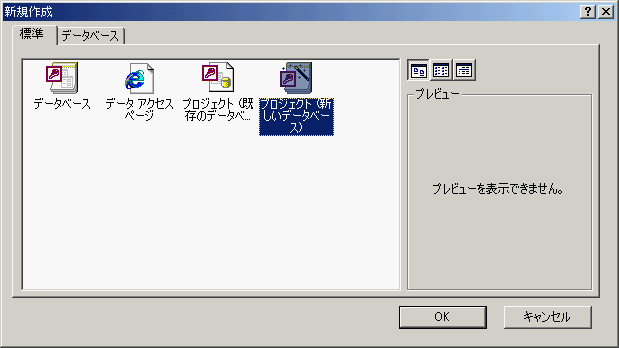 新規作成
標準
データベース
データベース
データ アクセス
ページ
プロジェクト (既
存のデータベ...
プロジェクト (新
しいデータベー
ス)
プレビュー
プレビューを表示できません。
OK
キャンセル